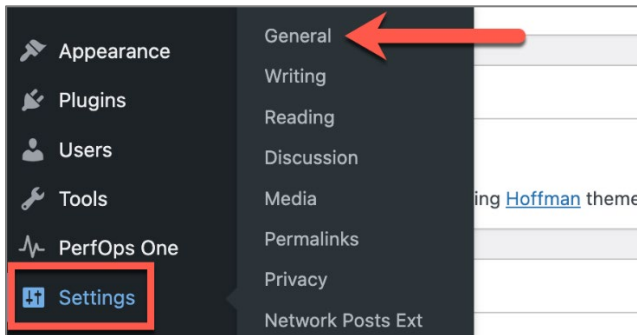 Appearance
Plugins
Users
Tools
PerfOps One
Settings
General
Writing
Reading
Discussion
Media
Permalinks
Privacy
Network Posts Ext
ing Hoffman theme